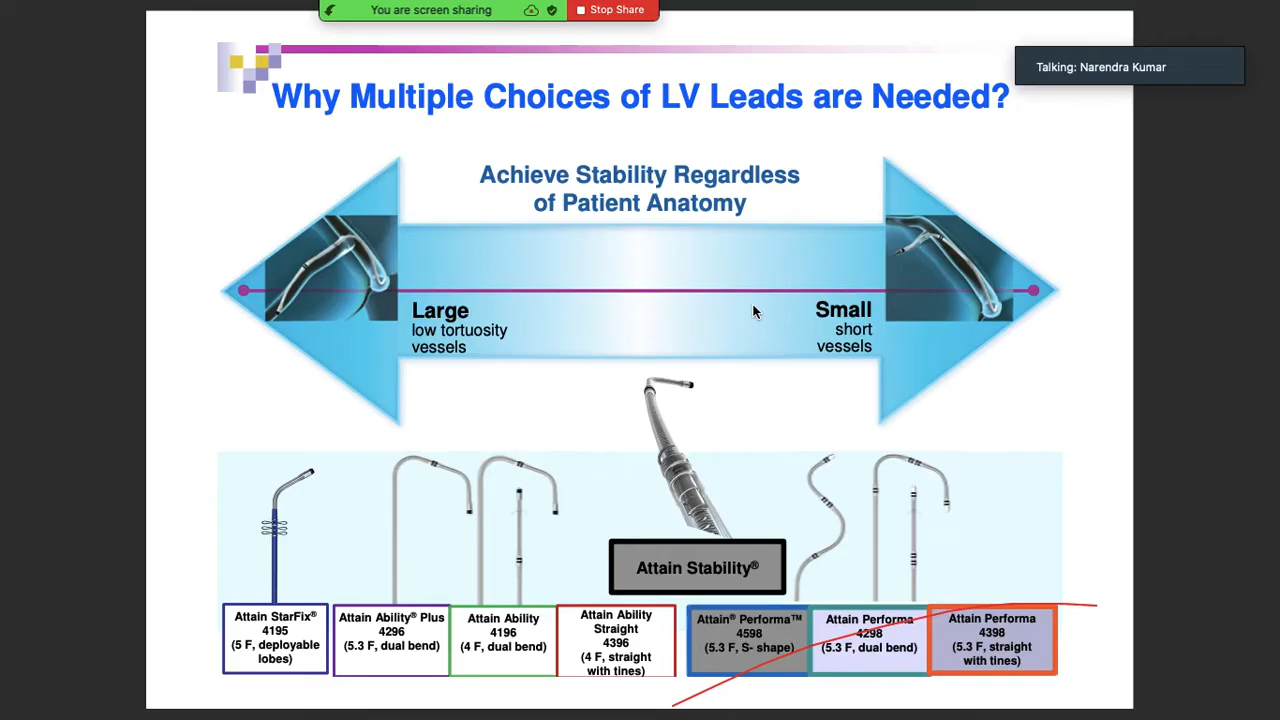 You are screen sharing
Stop Share
Talking: Narendra Kumar
Why Multiple Choices of LV Leads are Needed?
Achieve Stability Regardless
of Patient Anatomy
Large
low tortuosity
vessels
Small
short
vessels
Attain Stability®
Attain StarFix®
4195
(5 F, deployable
lobes)
Attain Ability® Plus
4296
(5.3 F, dual bend)
Attain Ability
4196
(4 F, dual bend)
Attain Ability
Straight
4396
(4 F, straight
with tines)
Attain® Performa™
4598
(5.3 F, S- shape)
Attain Performa
4298
(5.3 F, dual bend)
Attain Performa
4398
(5.3 F, straight
with tines)